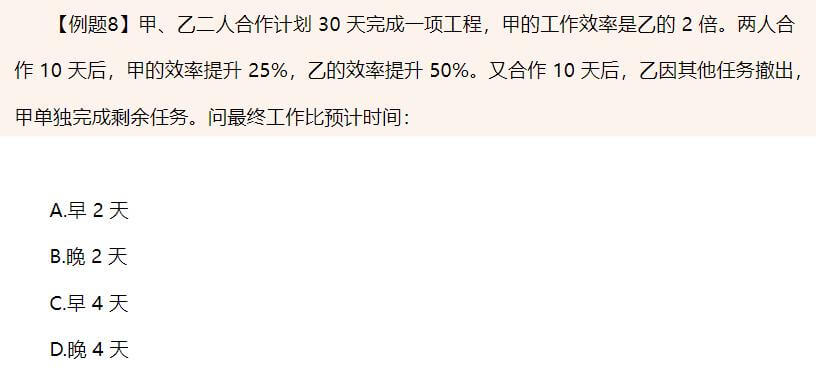 【例题8】甲、乙二人合作计划 30 天完成一项工程，甲的工作效率是乙的 2 倍。两人合
作 10 天后，甲的效率提升 25%，乙的效率提升 50%。又合作 10 天后，乙因其他任务撤出，
甲单独完成剩余任务。问最终工作比预计时间：
A.早 2 天
B.晚 2 天
C.早 4 天
D.晚 4 天